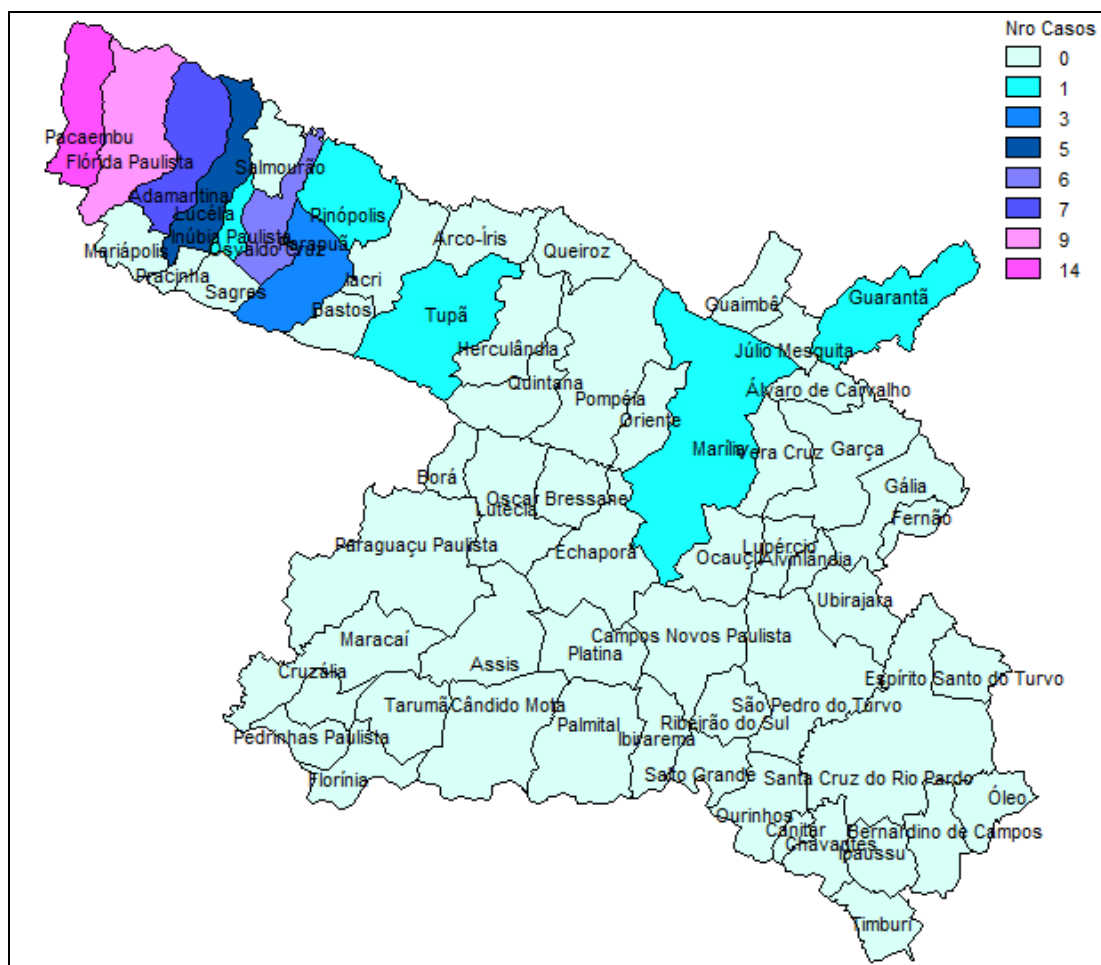 Nro Casos
0
1
3
5
6
7
9
14
Pacaembu
Flórida Paulista
Salmourão
Adamantina
Lucélia
Rinópolis
Inúbia Paulista
Parapuã
Osvaldo Cruz
Mariápolis
Pracinha
Sagres
Iacri
Bastos
Arco-Íris
Queiroz
Tupã
Guaimbê
Guarantã
Herculândia
Júlio Mesquita
Quintana
Pompéia
Álvaro de Carvalho
Oriente
Marília
Vera Cruz
Garça
Borá
Oscar Bressane
Lutécia
Gália
Fernão
Paraguaçu Paulista
Echaporã
Ocauçu
Lupércio
Alvinlândia
Ubirajara
Maracaí
Campos Novos Paulista
Platina
Cruzália
Assis
Espírito Santo do Turvo
Tarumã
Cândido Mota
São Pedro do Turvo
Palmital
Ribeirão do Sul
Pedrinhas Paulista
Ibirarema
Florínia
Salto Grande
Santa Cruz do Rio Pardo
Óleo
Ourinhos
Canitar
Bernardino de Campos
Chavantes
Ipaussu
Timburi